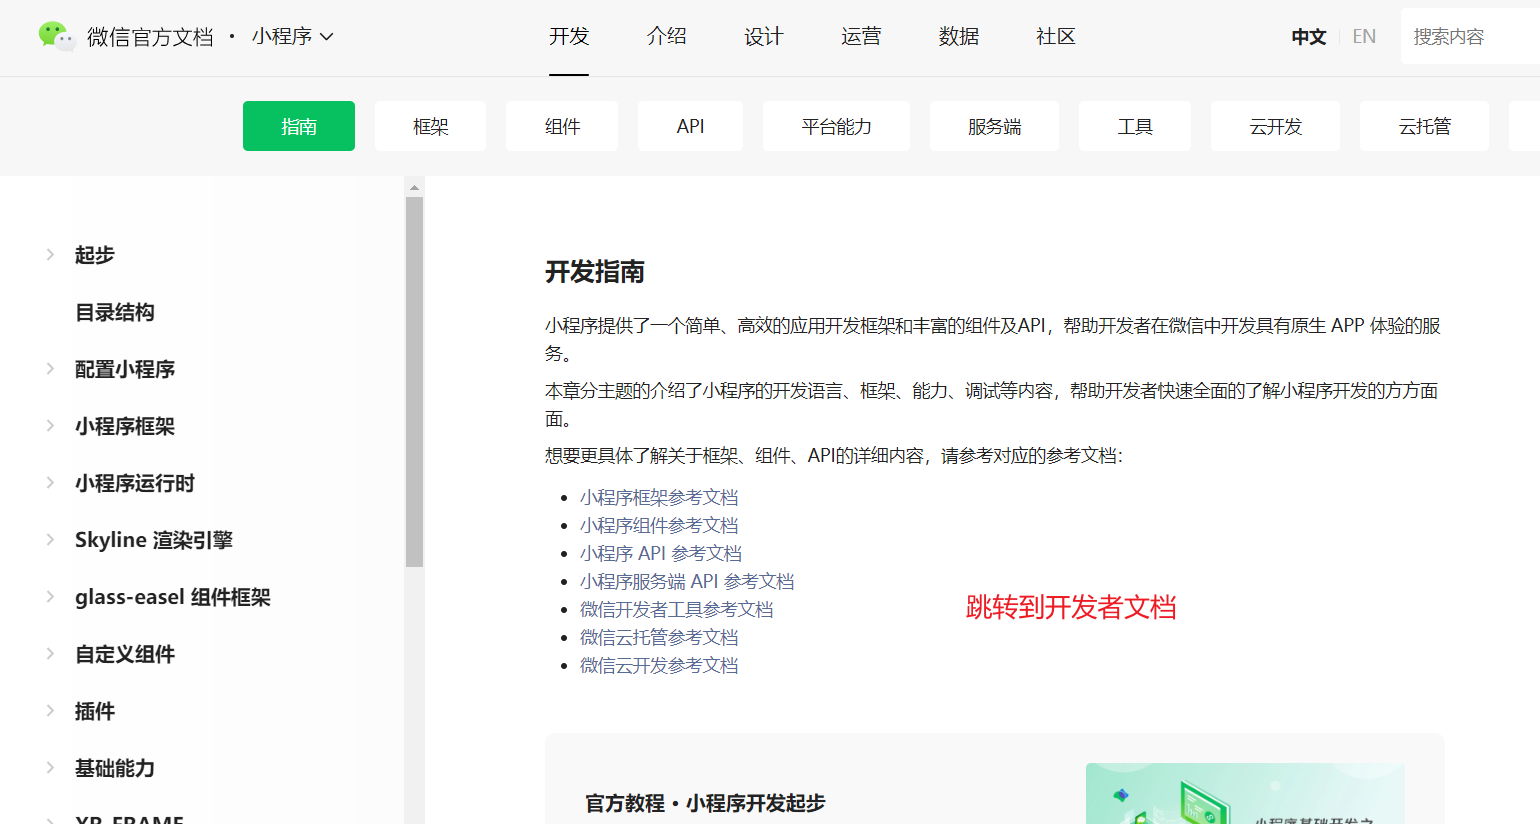 微信官方文档 · 小程序
开发 介绍 设计 运营 数据 社区
中文 EN 搜索内容
指南 框架 组件 API 平台能力 服务端 工具 云开发 云托管
起步
目录结构
配置小程序
小程序框架
小程序运行时
Skyline 渲染引擎
glass-easel 组件框架
自定义组件
插件
基础能力
XR-FRAME
开发指南
小程序提供了一个简单、高效的应用开发框架和丰富的组件及API，帮助开发者在微信中开发具有原生 APP 体验的服
务。
本章分主题的介绍了小程序的开发语言、框架、能力、调试等内容，帮助开发者快速全面的了解小程序开发的方方面
面。
想要更具体了解关于框架、组件、API的详细内容，请参考对应的参考文档：
• 小程序框架参考文档
• 小程序组件参考文档
• 小程序 API 参考文档
• 小程序服务端 API 参考文档
• 微信开发者工具参考文档
• 微信云托管参考文档
• 微信云开发参考文档
跳转到开发者文档
官方教程 · 小程序开发起步
小程序基础开发之